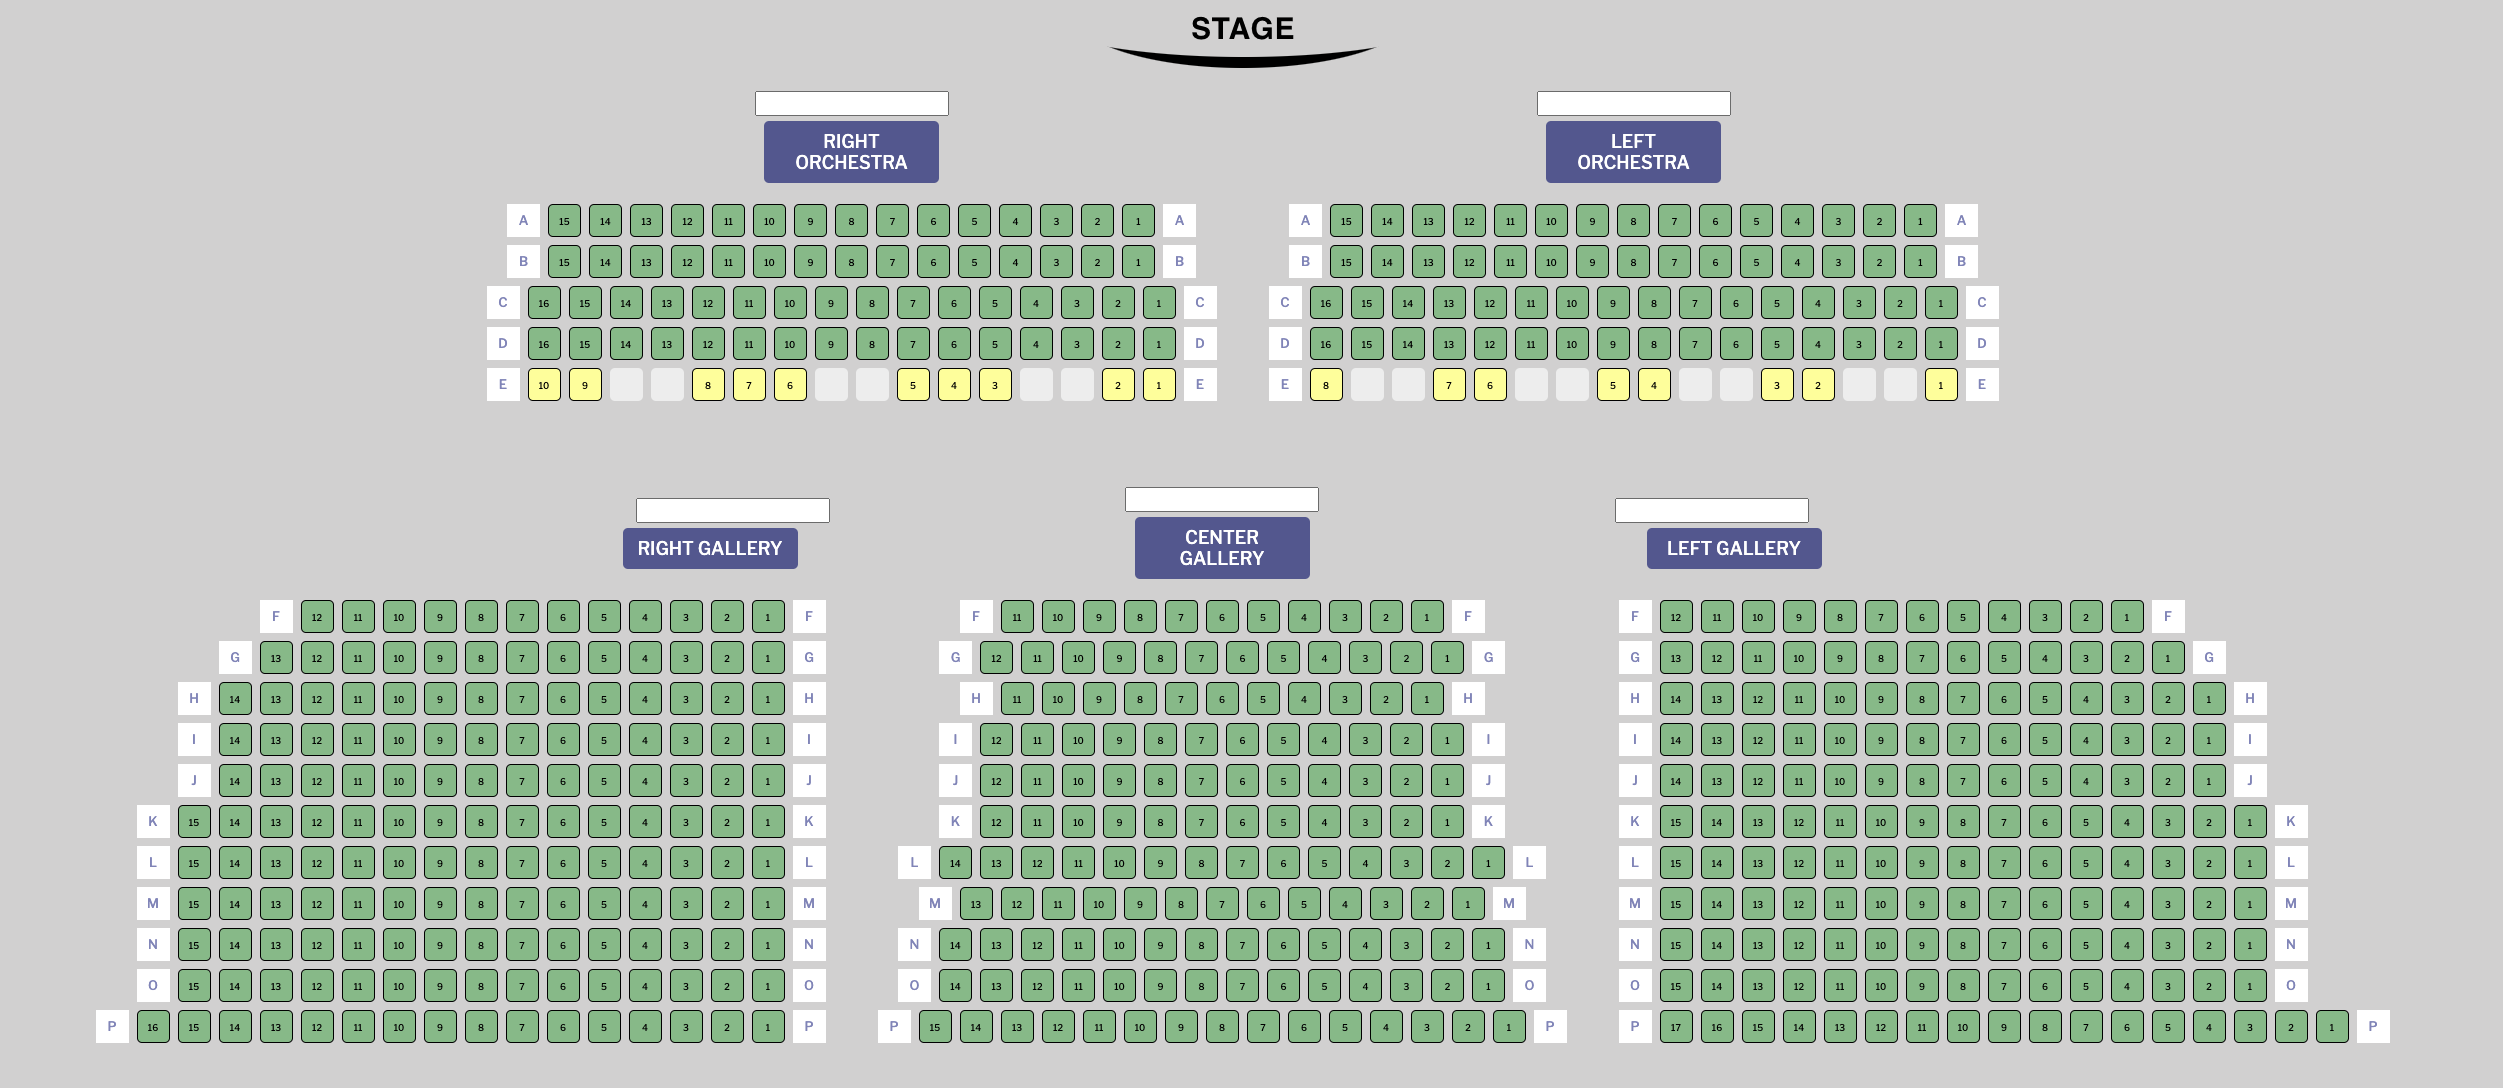 STAGE
RIGHT
ORCHESTRA
A 15 14 13 12 11 10 9 8 7 6 5 4 3 2 1 A
B 15 14 13 12 11 10 9 8 7 6 5 4 3 2 1 B
C 16 15 14 13 12 11 10 9 8 7 6 5 4 3 2 1 C
D 16 15 14 13 12 11 10 9 8 7 6 5 4 3 2 1 D
E 10 9 8 7 6 5 4 3 2 1 E
LEFT
ORCHESTRA
A 15 14 13 12 11 10 9 8 7 6 5 4 3 2 1 A
B 15 14 13 12 11 10 9 8 7 6 5 4 3 2 1 B
C 16 15 14 13 12 11 10 9 8 7 6 5 4 3 2 1 C
D 16 15 14 13 12 11 10 9 8 7 6 5 4 3 2 1 D
E 8 7 6 5 4 3 2 1 E
RIGHT GALLERY
F 12 11 10 9 8 7 6 5 4 3 2 1 F
G 13 12 11 10 9 8 7 6 5 4 3 2 1 G
H 14 13 12 11 10 9 8 7 6 5 4 3 2 1 H
I 14 13 12 11 10 9 8 7 6 5 4 3 2 1 I
J 14 13 12 11 10 9 8 7 6 5 4 3 2 1 J
K 15 14 13 12 11 10 9 8 7 6 5 4 3 2 1 K
L 15 14 13 12 11 10 9 8 7 6 5 4 3 2 1 L
M 15 14 13 12 11 10 9 8 7 6 5 4 3 2 1 M
N 15 14 13 12 11 10 9 8 7 6 5 4 3 2 1 N
O 15 14 13 12 11 10 9 8 7 6 5 4 3 2 1 O
P 16 15 14 13 12 11 10 9 8 7 6 5 4 3 2 1 P
CENTER
GALLERY
F 11 10 9 8 7 6 5 4 3 2 1 F
G 12 11 10 9 8 7 6 5 4 3 2 1 G
H 11 10 9 8 7 6 5 4 3 2 1 H
I 12 11 10 9 8 7 6 5 4 3 2 1 I
J 12 11 10 9 8 7 6 5 4 3 2 1 J
K 12 11 10 9 8 7 6 5 4 3 2 1 K
L 14 13 12 11 10 9 8 7 6 5 4 3 2 1 L
M 13 12 11 10 9 8 7 6 5 4 3 2 1 M
N 14 13 12 11 10 9 8 7 6 5 4 3 2 1 N
O 14 13 12 11 10 9 8 7 6 5 4 3 2 1 O
P 15 14 13 12 11 10 9 8 7 6 5 4 3 2 1 P
LEFT GALLERY
F 12 11 10 9 8 7 6 5 4 3 2 1 F
G 13 12 11 10 9 8 7 6 5 4 3 2 1 G
H 14 13 12 11 10 9 8 7 6 5 4 3 2 1 H
I 14 13 12 11 10 9 8 7 6 5 4 3 2 1 I
J 14 13 12 11 10 9 8 7 6 5 4 3 2 1 J
K 15 14 13 12 11 10 9 8 7 6 5 4 3 2 1 K
L 15 14 13 12 11 10 9 8 7 6 5 4 3 2 1 L
M 15 14 13 12 11 10 9 8 7 6 5 4 3 2 1 M
N 15 14 13 12 11 10 9 8 7 6 5 4 3 2 1 N
O 15 14 13 12 11 10 9 8 7 6 5 4 3 2 1 O
P 17 16 15 14 13 12 11 10 9 8 7 6 5 4 3 2 1 P